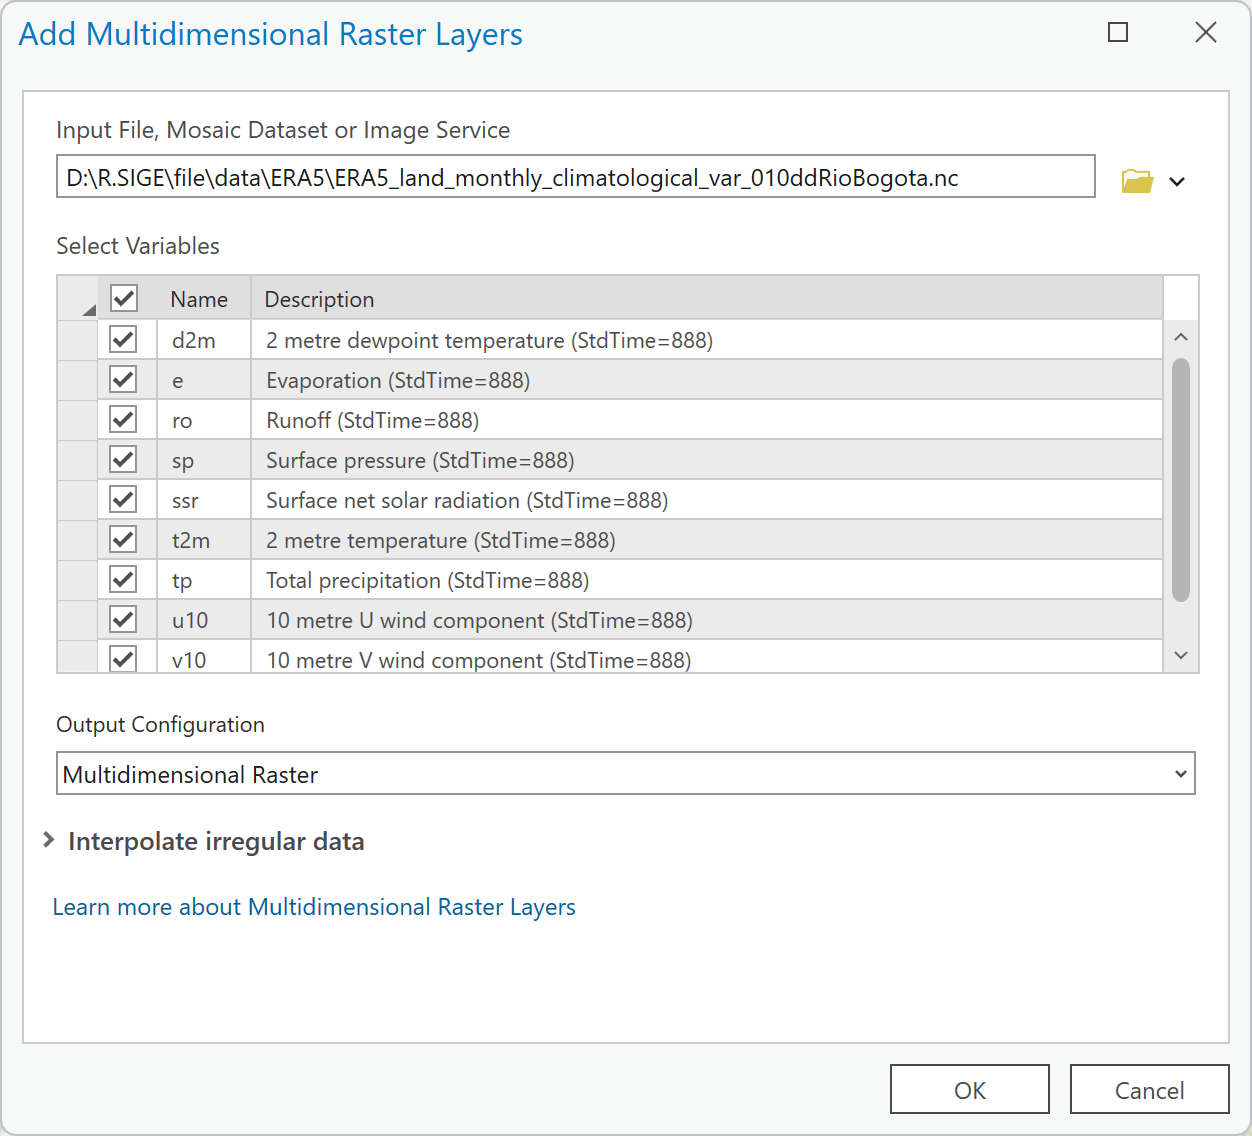 Add Multidimensional Raster Layers
Input File, Mosaic Dataset or Image Service
D:\R.SIGE\file\data\ERA5\ERA5_land_monthly_climatological_var_010ddRioBogota.nc
Select Variables
Name Description
d2m 2 metre dewpoint temperature (StdTime=888)
e Evaporation (StdTime=888)
ro Runoff (StdTime=888)
sp Surface pressure (StdTime=888)
ssr Surface net solar radiation (StdTime=888)
t2m 2 metre temperature (StdTime=888)
tp Total precipitation (StdTime=888)
u10 10 metre U wind component (StdTime=888)
v10 10 metre V wind component (StdTime=888)
Output Configuration
Multidimensional Raster
Interpolate irregular data
Learn more about Multidimensional Raster Layers
OK Cancel